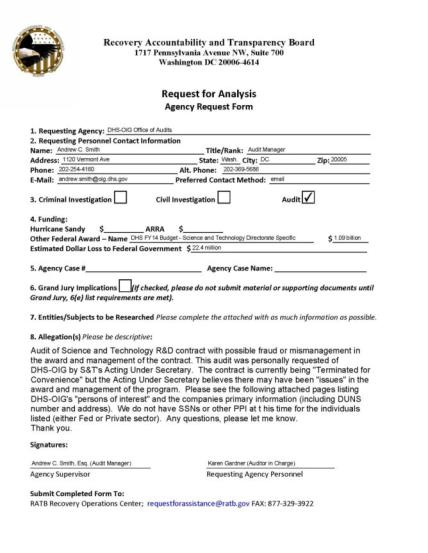 Recovery Accountability and Transparency Board
1717 Pennsylvania Avenue NW, Suite 700
Washington DC 20006-4614
Request for Analysis
Agency Request Form
1. Requesting Agency: DHS-OIG Office of Audits
2. Requesting Personnel Contact Information
Name: Andrew C. Smith Title/Rank: Audit Manager
Address: 1120 Vermont Ave State: Wash. City: DC Zip: 20005
Phone: 202-254-4160 Alt. Phone: 202-369-5656
E-Mail: andrew.smith@oig.dhs.gov Preferred Contact Method: email
3. Criminal Investigation Civil Investigation Audit ✓
4. Funding:
Hurricane Sandy $ ARRA $
Other Federal Award – Name DHS FY14 Budget - Science and Technology Directorate Specific $ 1.09 billion
Estimated Dollar Loss to Federal Government $ 22.4 million
5. Agency Case # Agency Case Name:
6. Grand Jury Implications (If checked, please do not submit material or supporting documents until
Grand Jury, 6(e) list requirements are met).
7. Entities/Subjects to be Researched Please complete the attached with as much information as possible.
8. Allegation(s) Please be descriptive:
Audit of Science and Technology R&D contract with possible fraud or mismanagement in
the award and management of the contract. This audit was personally requested of
DHS-OIG by S&T's Acting Under Secretary. The contract is currently being "Terminated for
Convenience" but the Acting Under Secretary believes there may have been "issues" in the
award and management of the program. Please see the following attached pages listing
DHS-OIG's "persons of interest" and the companies primary information (including DUNS
number and address). We do not have SSNs or other PPI at t his time for the individuals
listed (either Fed or Private sector). Any questions, please let me know.
Thank you.
Signatures:
Andrew C. Smith, Esq. (Audit Manager) Karen Gardner (Auditor in Charge)
Agency Supervisor Requesting Agency Personnel
Submit Completed Form To:
RATB Recovery Operations Center; requestforassistance@ratb.gov FAX: 877-329-3922